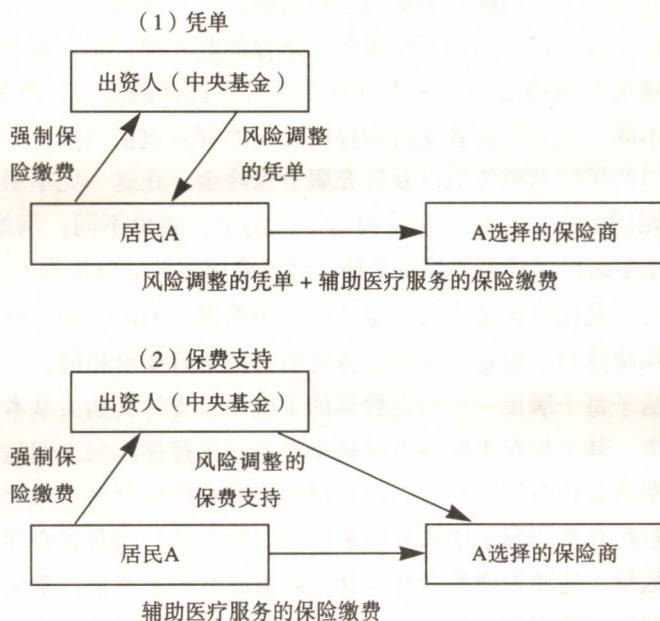 （1）凭单
出资人（中央基金）
强制保
险缴费
风险调整
的凭单
居民A
A选择的保险商
风险调整的凭单 + 辅助医疗服务的保险缴费
（2）保费支持
出资人（中央基金）
强制保
险缴费
风险调整的
保费支持
居民A
A选择的保险商
辅助医疗服务的保险缴费